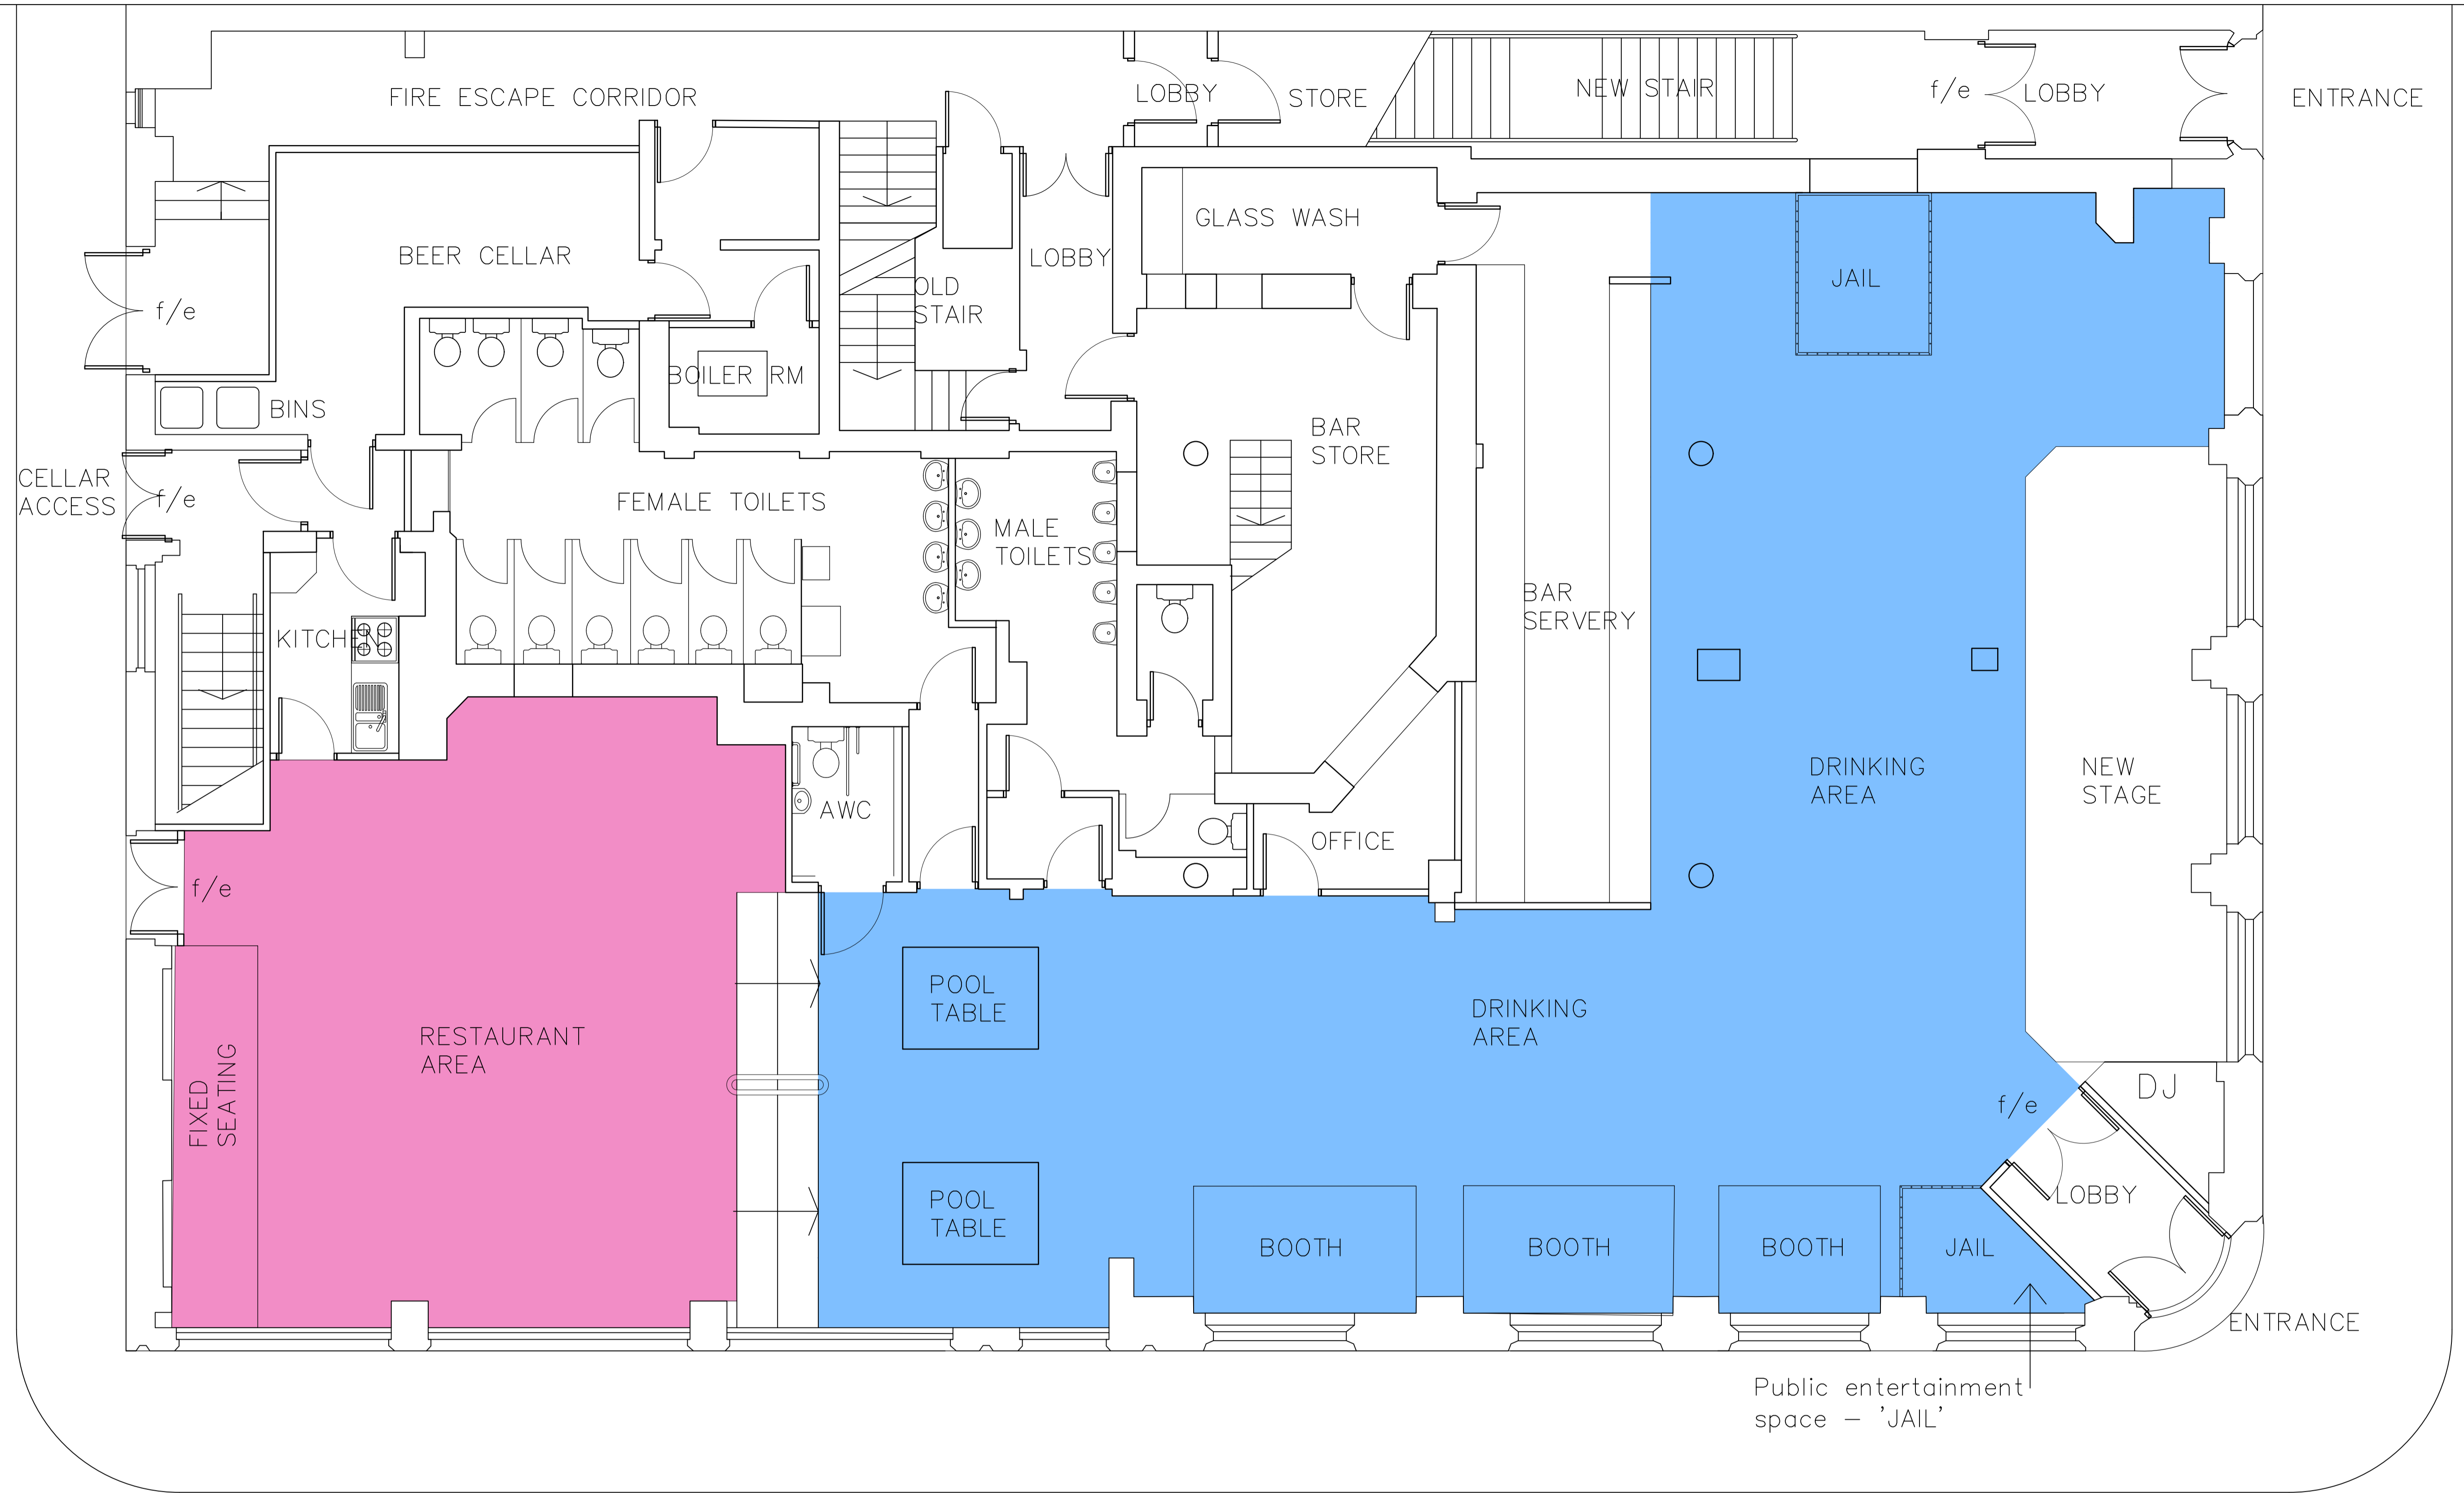 FIRE ESCAPE CORRIDOR
LOBBY
STORE
NEW STAIR
f/e
LOBBY
ENTRANCE
BEER CELLAR
GLASS WASH
LOBBY
JAIL
f/e
OLD
STAIR
BOILER RM
BINS
BAR
STORE
CELLAR
ACCESS
f/e
FEMALE TOILETS
MALE
TOILETS
BAR
SERVERY
KITCHEN
DRINKING
AREA
NEW
STAGE
AWC
OFFICE
f/e
POOL
TABLE
DRINKING
AREA
RESTAURANT
AREA
FIXED
SEATING
DJ
f/e
POOL
TABLE
LOBBY
BOOTH
BOOTH
BOOTH
JAIL
ENTRANCE
Public entertainment
space – 'JAIL'